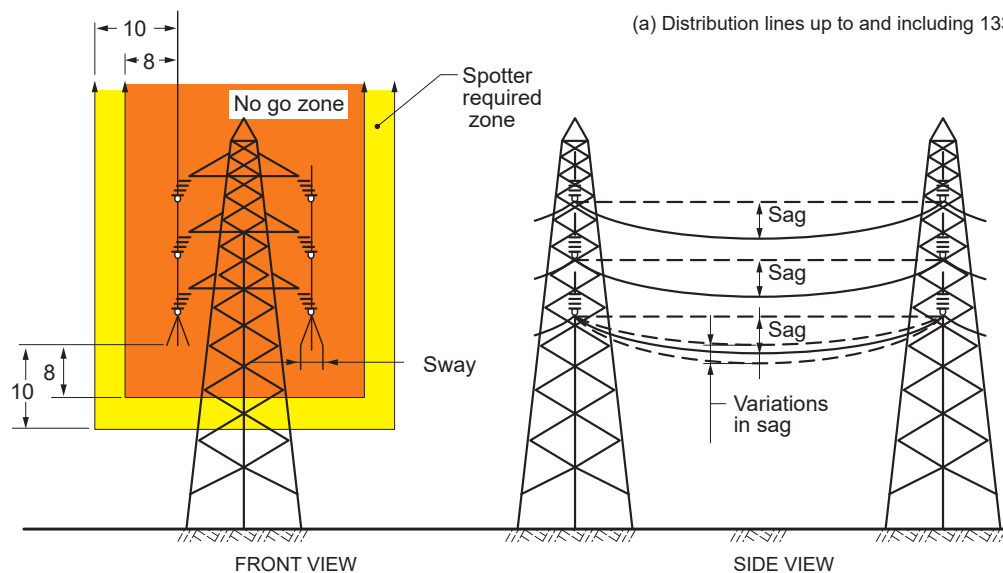 (a) Distribution lines up to and including 133
10
8
No go zone
Spotter
required
zone
Sag
Sag
Sag
Sway
8
10
Variations
in sag
FRONT VIEW
SIDE VIEW